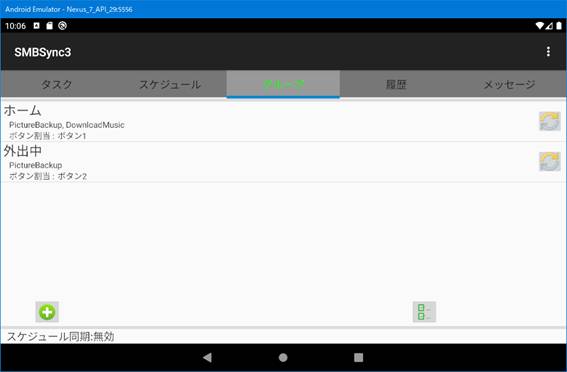 Android Emulator - Nexus_7_API_29:5556
10:06
SMBSync3
タスク
スケジュール
グループ
履歴
メッセージ
ホーム
PictureBackup, DownloadMusic
ボタン割当 : ボタン1
外出中
PictureBackup
ボタン割当 : ボタン2
スケジュール同期:無効